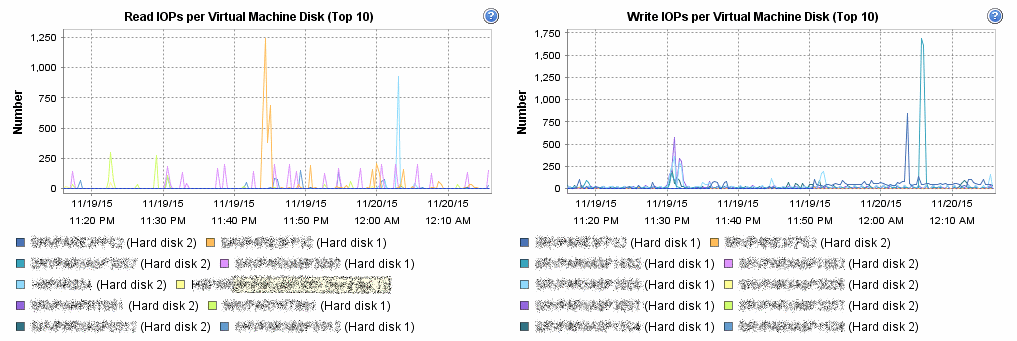 Read IOPs per Virtual Machine Disk (Top 10)
?
Number
1,250
1,000
750
500
250
0
11/19/15 11/19/15 11/19/15 11/19/15 11/20/15 11/20/15
11:20 PM 11:30 PM 11:40 PM 11:50 PM 12:00 AM 12:10 AM
(Hard disk 2) (Hard disk 1)
(Hard disk 2) (Hard disk 1)
(Hard disk 2)
(Hard disk 2) (Hard disk 1)
(Hard disk 2) (Hard disk 1)
Write IOPs per Virtual Machine Disk (Top 10)
?
Number
1,750
1,500
1,250
1,000
750
500
250
0
11/19/15 11/19/15 11/19/15 11/19/15 11/20/15 11/20/15
11:20 PM 11:30 PM 11:40 PM 11:50 PM 12:00 AM 12:10 AM
(Hard disk 1) (Hard disk 2)
(Hard disk 1) (Hard disk 2)
(Hard disk 1) (Hard disk 2)
(Hard disk 1) (Hard disk 2)
(Hard disk 1) (Hard disk 2)